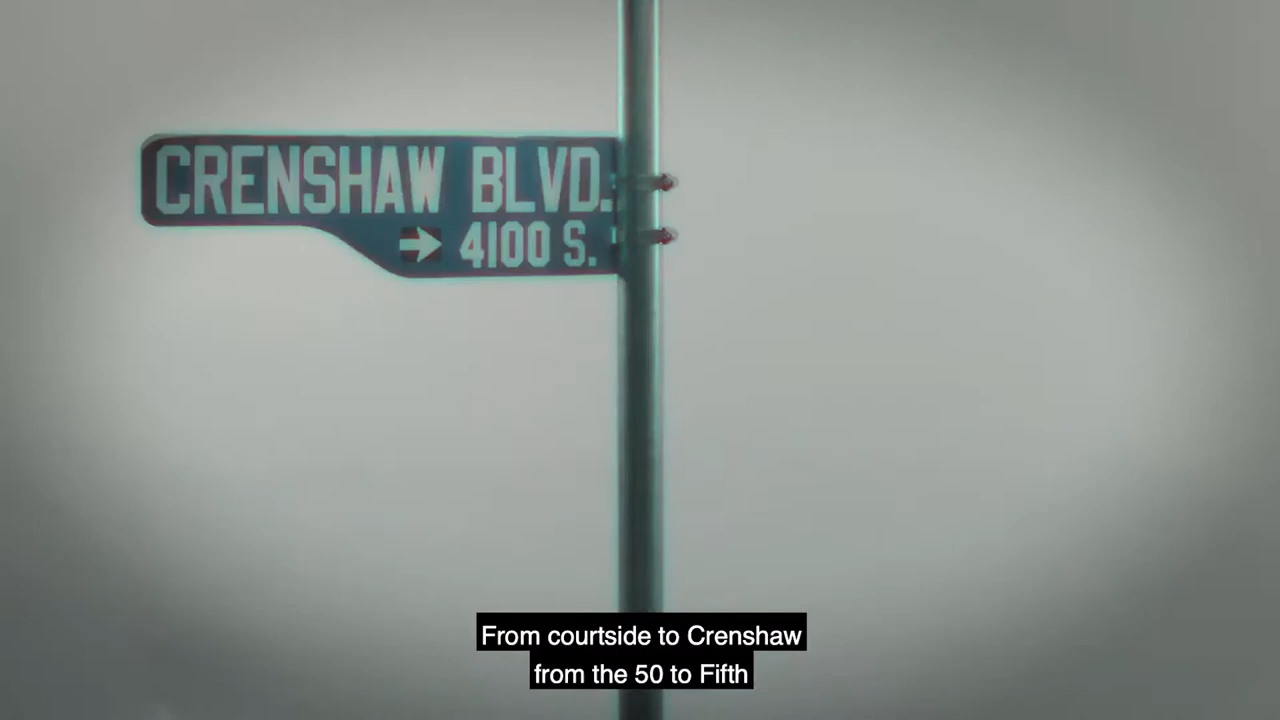 CRENSHAW BLVD.
→ 4100 S.
From courtside to Crenshaw
from the 50 to Fifth